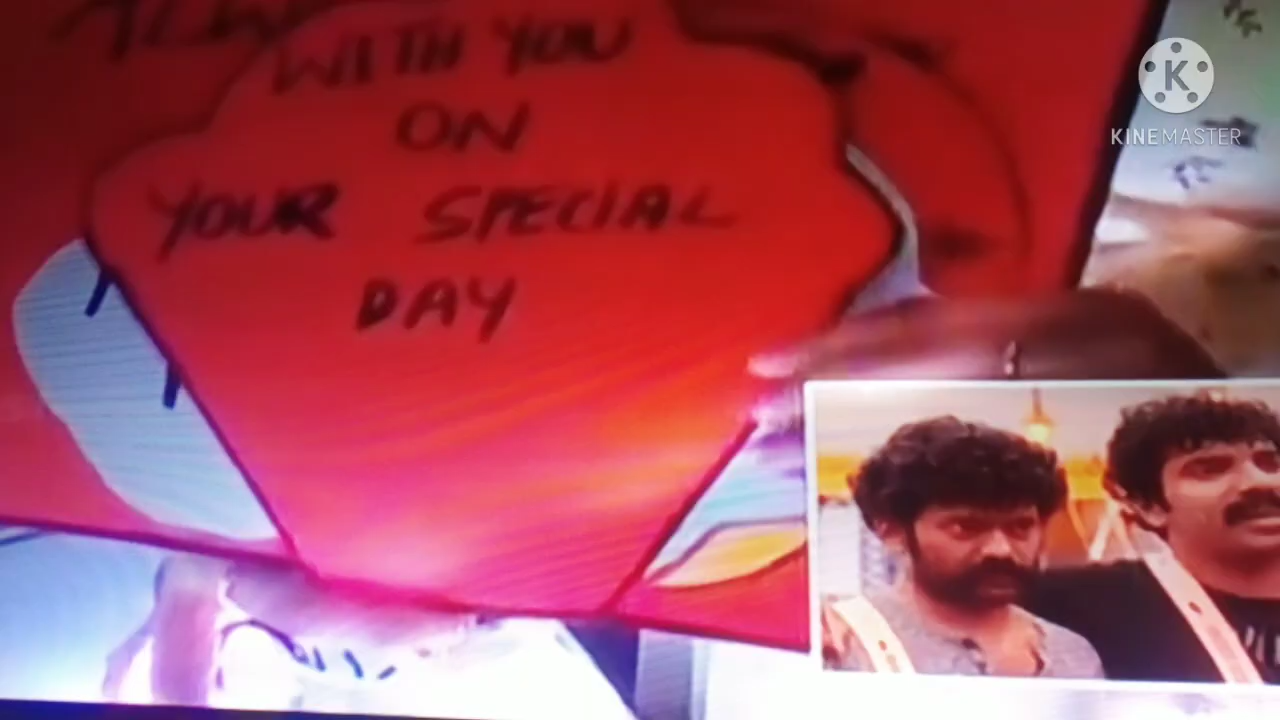 WITH YOU
ON
YOUR SPECIAL
DAY
K
KINEMASTER